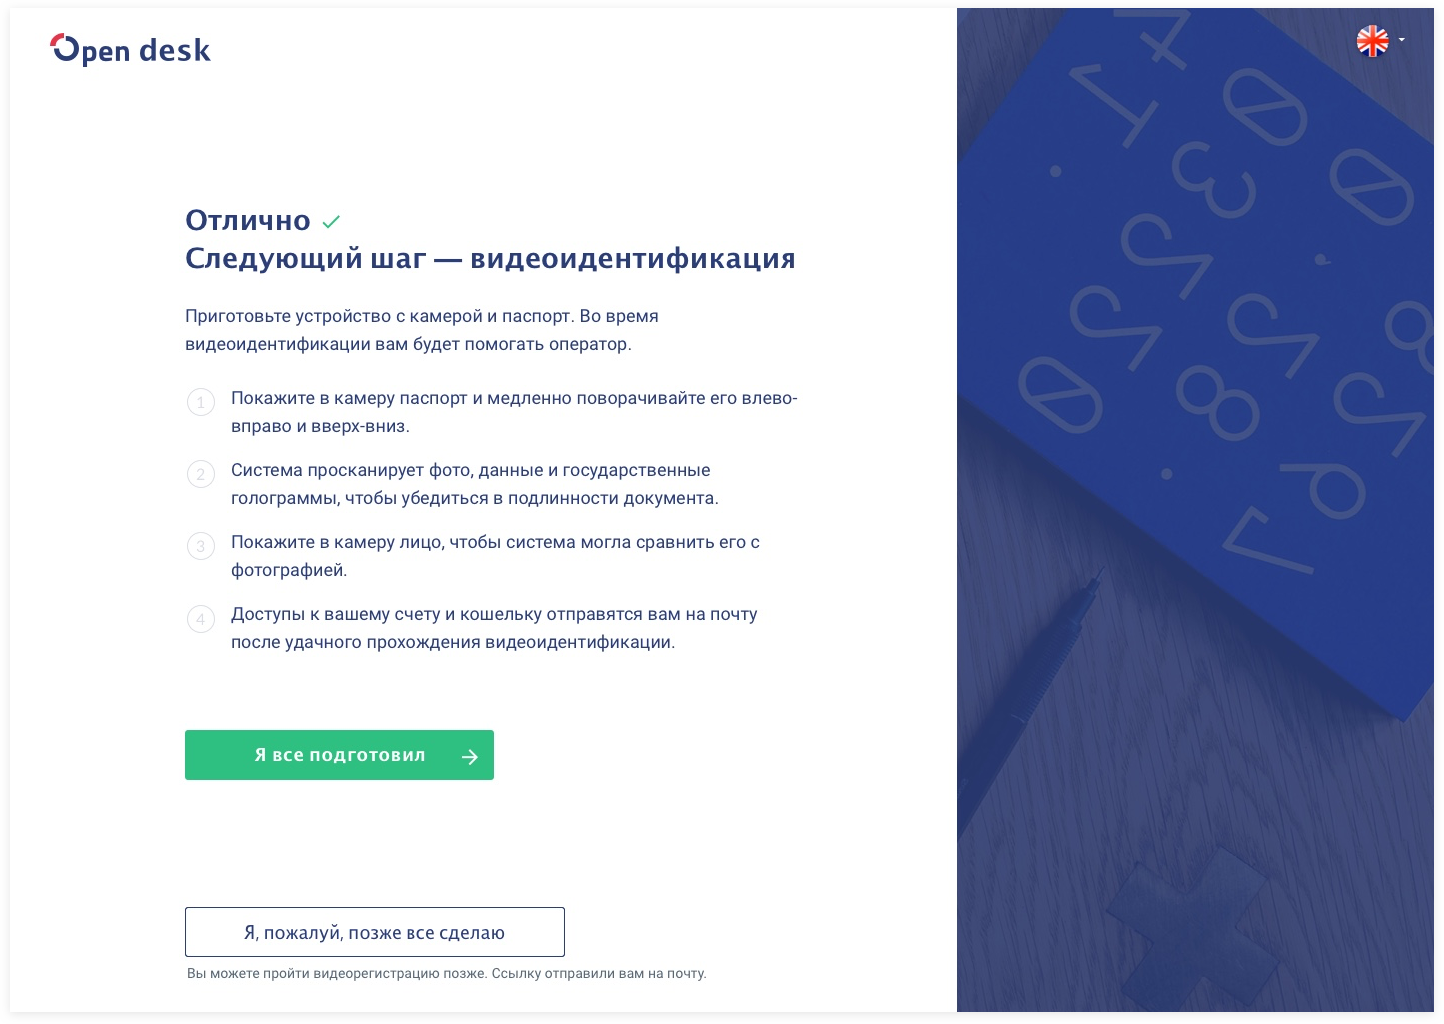 Open desk
Отлично
Следующий шаг — видеоидентификация
Приготовьте устройство с камерой и паспорт. Во время
видеоидентификации вам будет помогать оператор.
1 Покажите в камеру паспорт и медленно поворачивайте его влево-
вправо и вверх-вниз.
2 Система просканирует фото, данные и государственные
голограммы, чтобы убедиться в подлинности документа.
3 Покажите в камеру лицо, чтобы система могла сравнить его с
фотографией.
4 Доступы к вашему счету и кошельку отправятся вам на почту
после удачного прохождения видеоидентификации.
Я все подготовил
Я, пожалуй, позже все сделаю
Вы можете пройти видеорегистрацию позже. Ссылку отправили вам на почту.